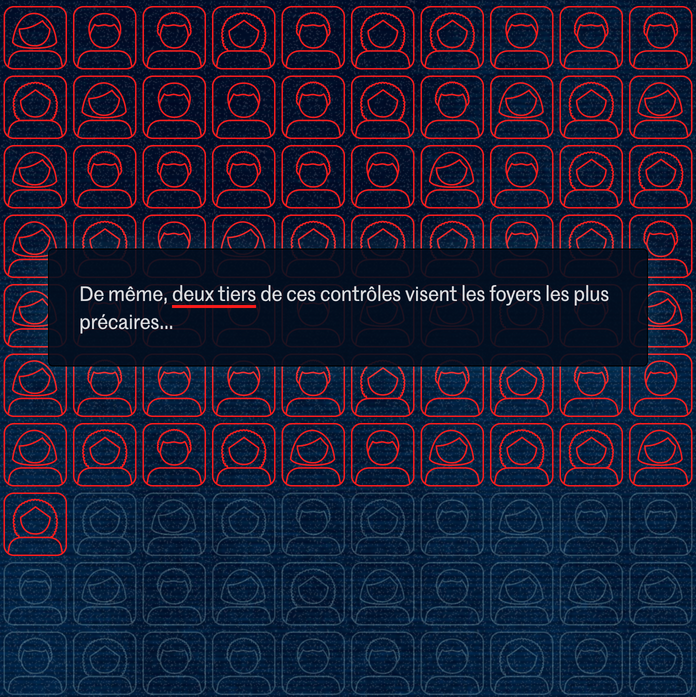 De même, deux tiers de ces contrôles visent les foyers les plus
précaires...